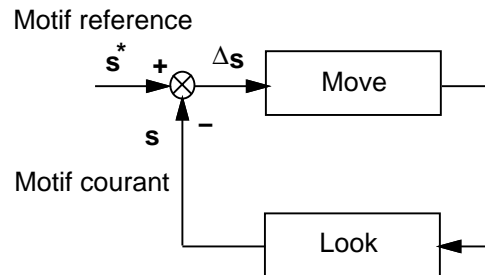 Motif reference
s* + Δs
Move
s −
Motif courant
Look